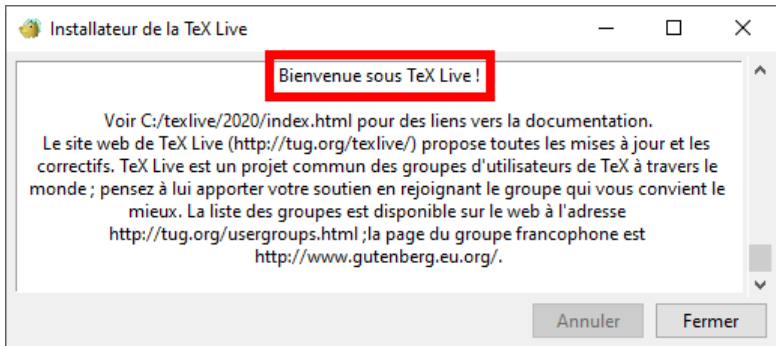 Installateur de la TeX Live
Bienvenue sous TeX Live !
Voir C:/texlive/2020/index.html pour des liens vers la documentation.
Le site web de TeX Live (http://tug.org/texlive/) propose toutes les mises à jour et les
correctifs. TeX Live est un projet commun des groupes d'utilisateurs de TeX à travers le
monde ; pensez à lui apporter votre soutien en rejoignant le groupe qui vous convient le
mieux. La liste des groupes est disponible sur le web à l'adresse
http://tug.org/usergroups.html ;la page du groupe francophone est
http://www.gutenberg.eu.org/.
Annuler
Fermer